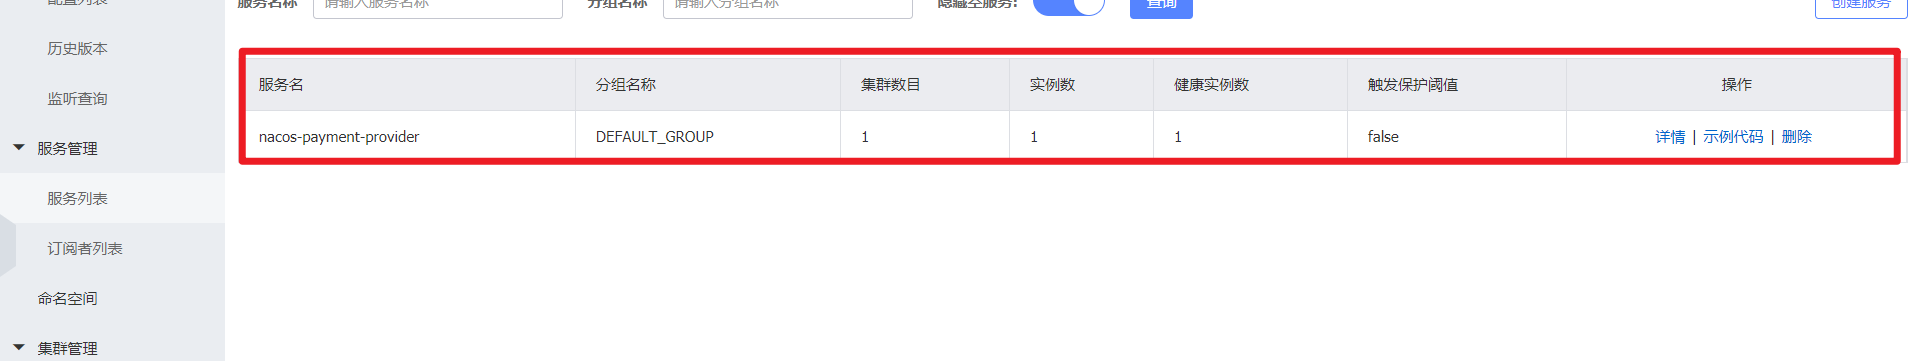 配置列表
服务名称 请输入服务名称 分组名称 请输入分组名称 隐藏空服务: 查询 创建服务
历史版本
监听查询
服务管理
服务列表
订阅者列表
命名空间
集群管理
服务名 分组名称 集群数目 实例数 健康实例数 触发保护阈值 操作
nacos-payment-provider DEFAULT_GROUP 1 1 1 false 详情 | 示例代码 | 删除